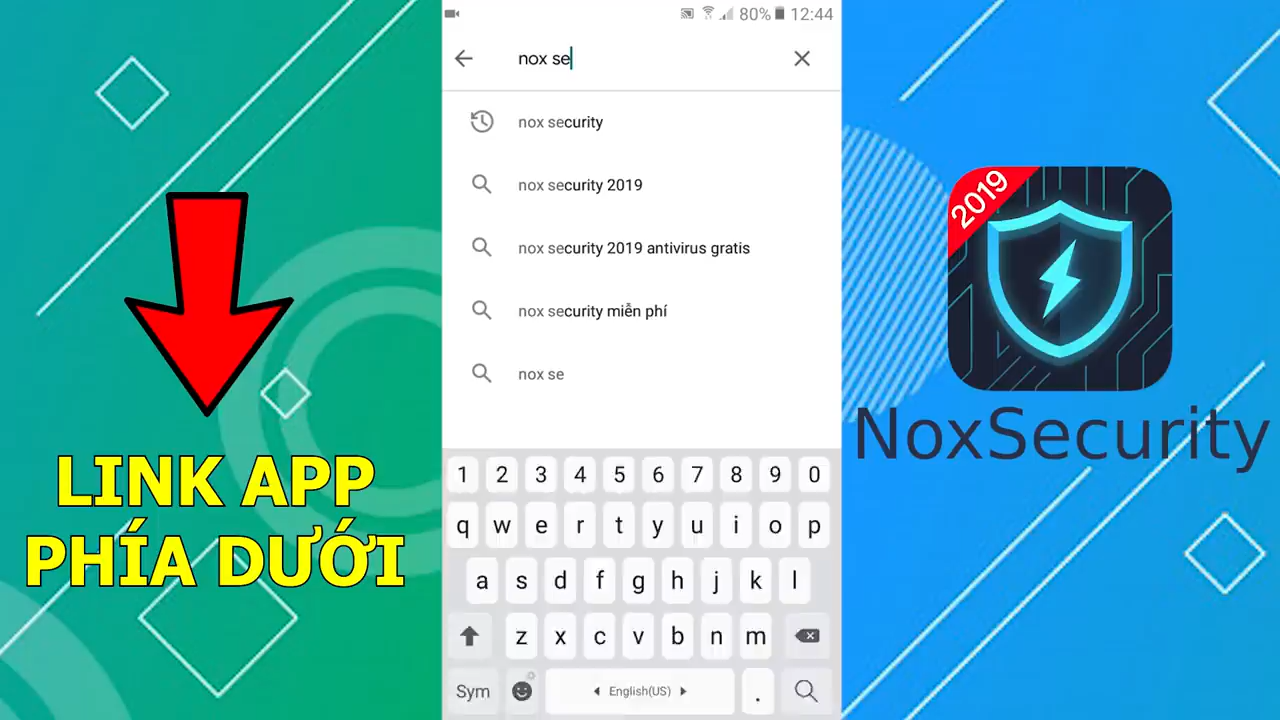 80% 12:44
nox se
nox security
nox security 2019
nox security 2019 antivirus gratis
nox security miễn phí
nox se
1 2 3 4 5 6 7 8 9 0
q w e r t y u i o p
a s d f g h j k l
z x c v b n m
Sym English(US) .
LINK APP
PHÍA DƯỚI
2019
NoxSecurity